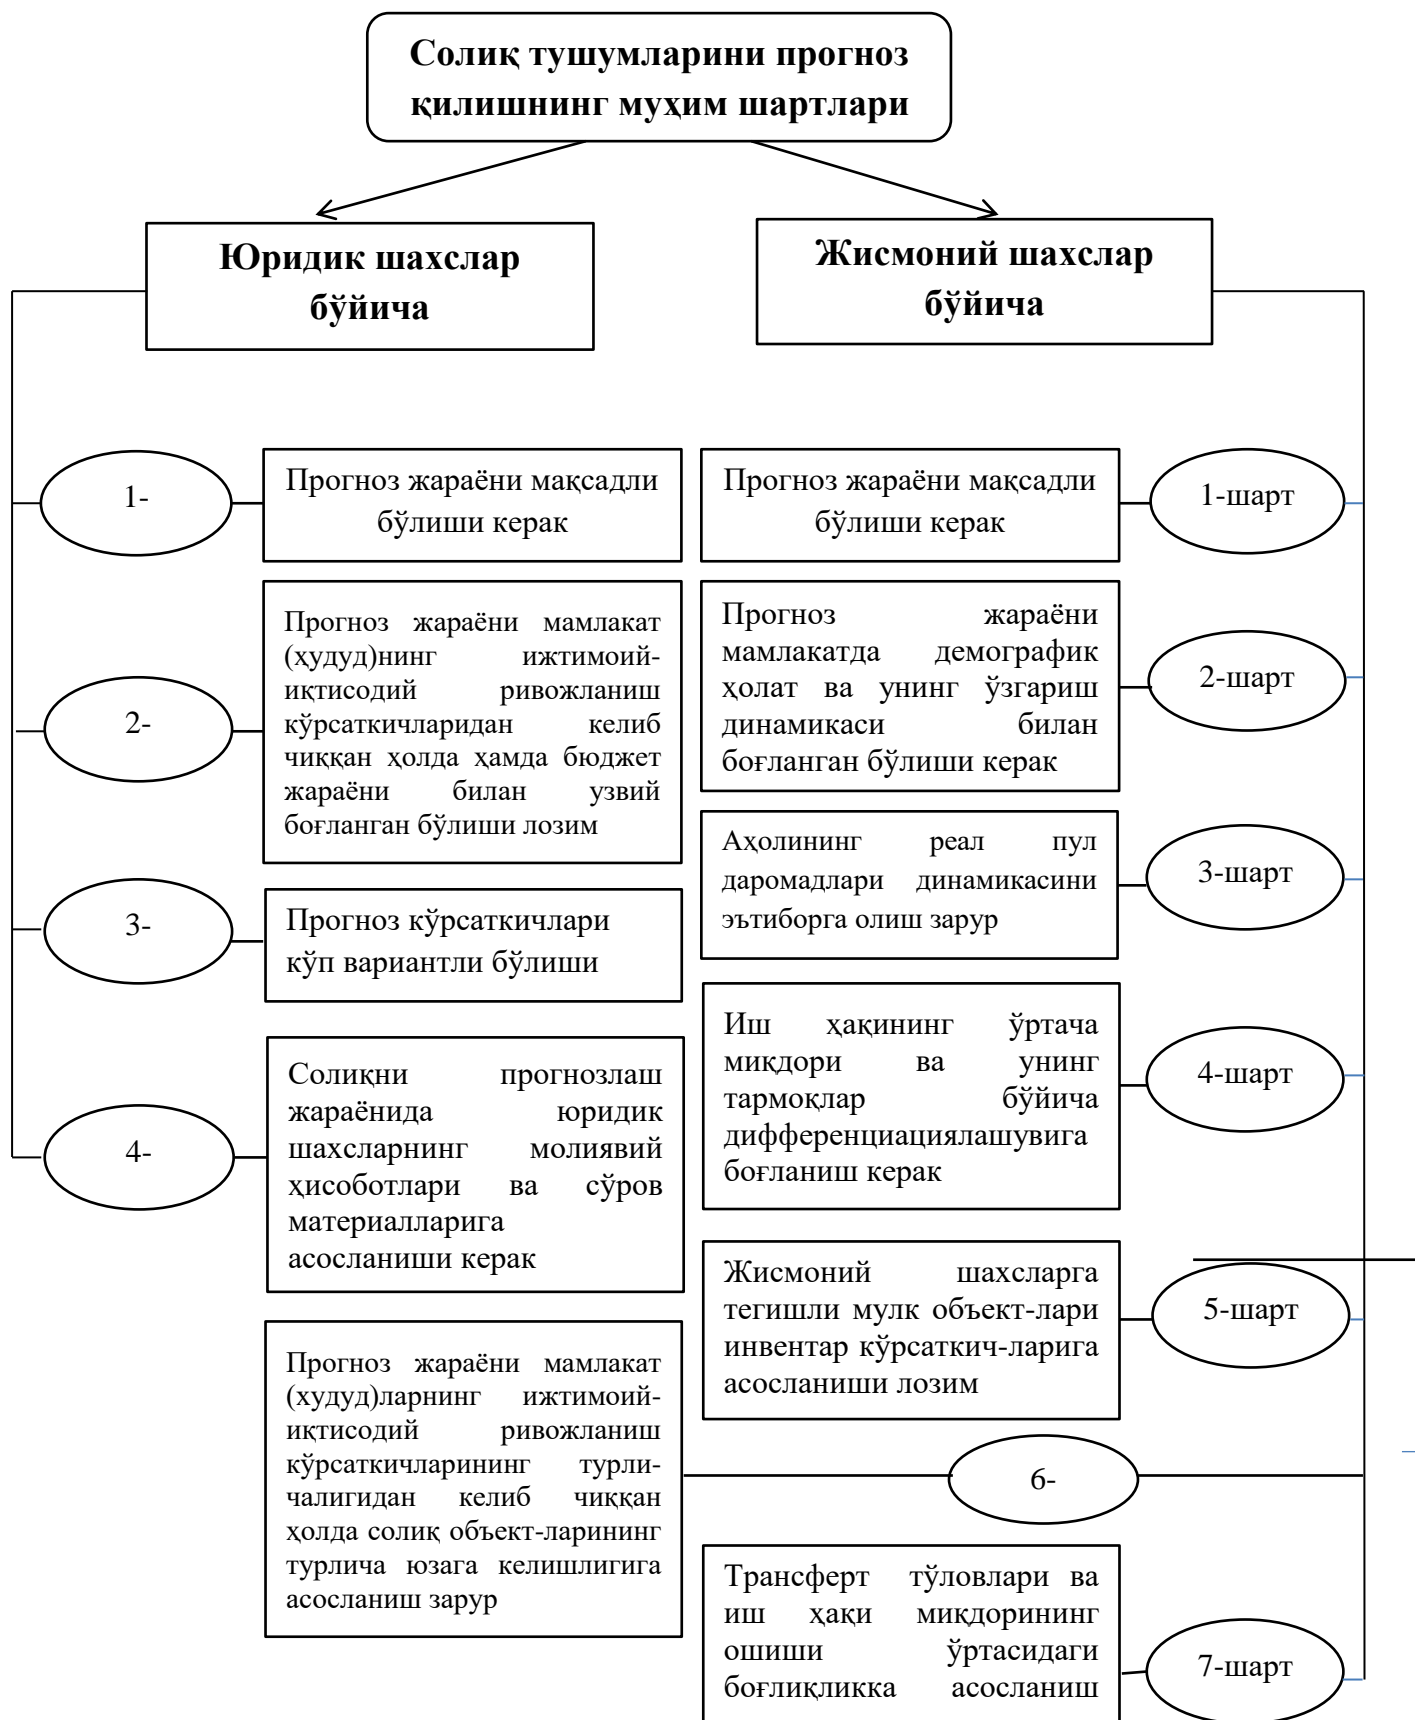 Солиқ тушумларини прогноз
қилишнинг муҳим шартлари
Юридик шахслар
бўйича
Жисмоний шахслар
бўйича
1-
Прогноз жараёни мақсадли
бўлиши керак
2-
Прогноз жараёни мамлакат
(ҳудуд)нинг ижтимоий-
иқтисодий ривожланиш
кўрсаткичларидан келиб
чиққан ҳолда ҳамда бюджет
жараёни билан узвий
боғланган бўлиши лозим
3-
Прогноз кўрсаткичлари
кўп вариантли бўлиши
4-
Солиқни прогнозлаш
жараёнида юридик
шахсларнинг молиявий
ҳисоботлари ва сўров
материалларига
асосланиши керак
Прогноз жараёни мамлакат
(худуд)ларнинг ижтимоий-
иқтисодий ривожланиш
кўрсаткичларининг турли-
чалигидан келиб чиққан
ҳолда солиқ объект-ларининг
турлича юзага келишлигига
асосланиш зарур
Прогноз жараёни мақсадли
бўлиши керак
1-шарт
Прогноз жараёни
мамлакатда демографик
ҳолат ва унинг ўзгариш
динамикаси билан
боғланган бўлиши керак
2-шарт
Аҳолининг реал пул
даромадлари динамикасини
эътиборга олиш зарур
3-шарт
Иш ҳақининг ўртача
миқдори ва унинг
тармоқлар бўйича
дифференциациялашувига
боғланиш керак
4-шарт
Жисмоний шахсларга
тегишли мулк объект-лари
инвентар кўрсаткич-ларига
асосланиши лозим
5-шарт
6-
Трансферт тўловлари ва
иш ҳақи миқдорининг
ошиши ўртасидаги
боғлиқликка асосланиш
7-шарт